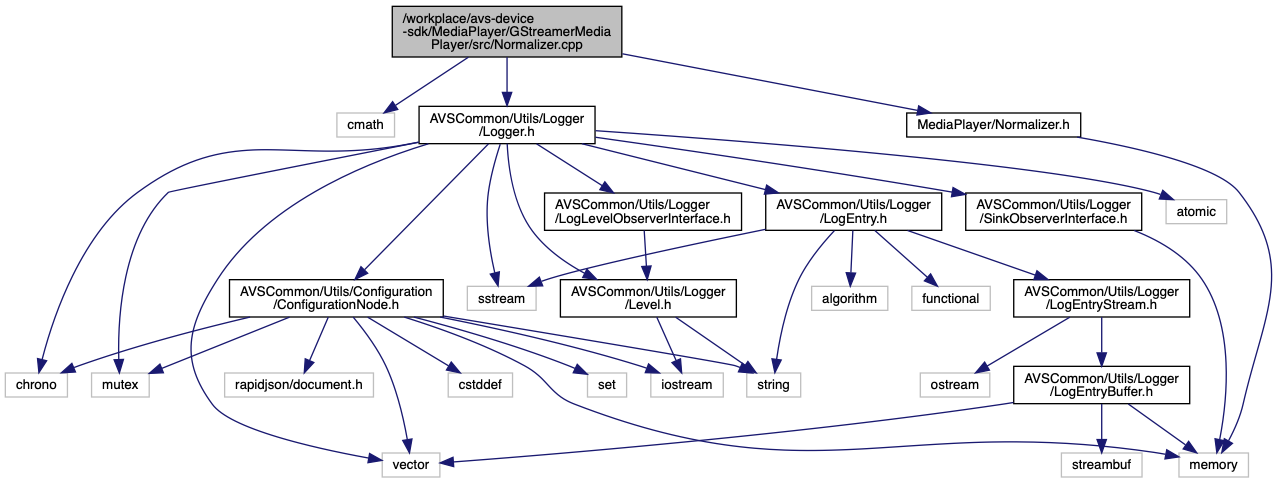 /workplace/avs-device
-sdk/MediaPlayer/GStreamerMedia
Player/src/Normalizer.cpp
cmath
AVSCommon/Utils/Logger
/Logger.h
MediaPlayer/Normalizer.h
AVSCommon/Utils/Logger
/LogLevelObserverInterface.h
AVSCommon/Utils/Logger
/LogEntry.h
AVSCommon/Utils/Logger
/SinkObserverInterface.h
atomic
AVSCommon/Utils/Configuration
/ConfigurationNode.h
sstream
AVSCommon/Utils/Logger
/Level.h
algorithm
functional
AVSCommon/Utils/Logger
/LogEntryStream.h
chrono
mutex
rapidjson/document.h
cstddef
set
iostream
string
ostream
AVSCommon/Utils/Logger
/LogEntryBuffer.h
vector
streambuf
memory